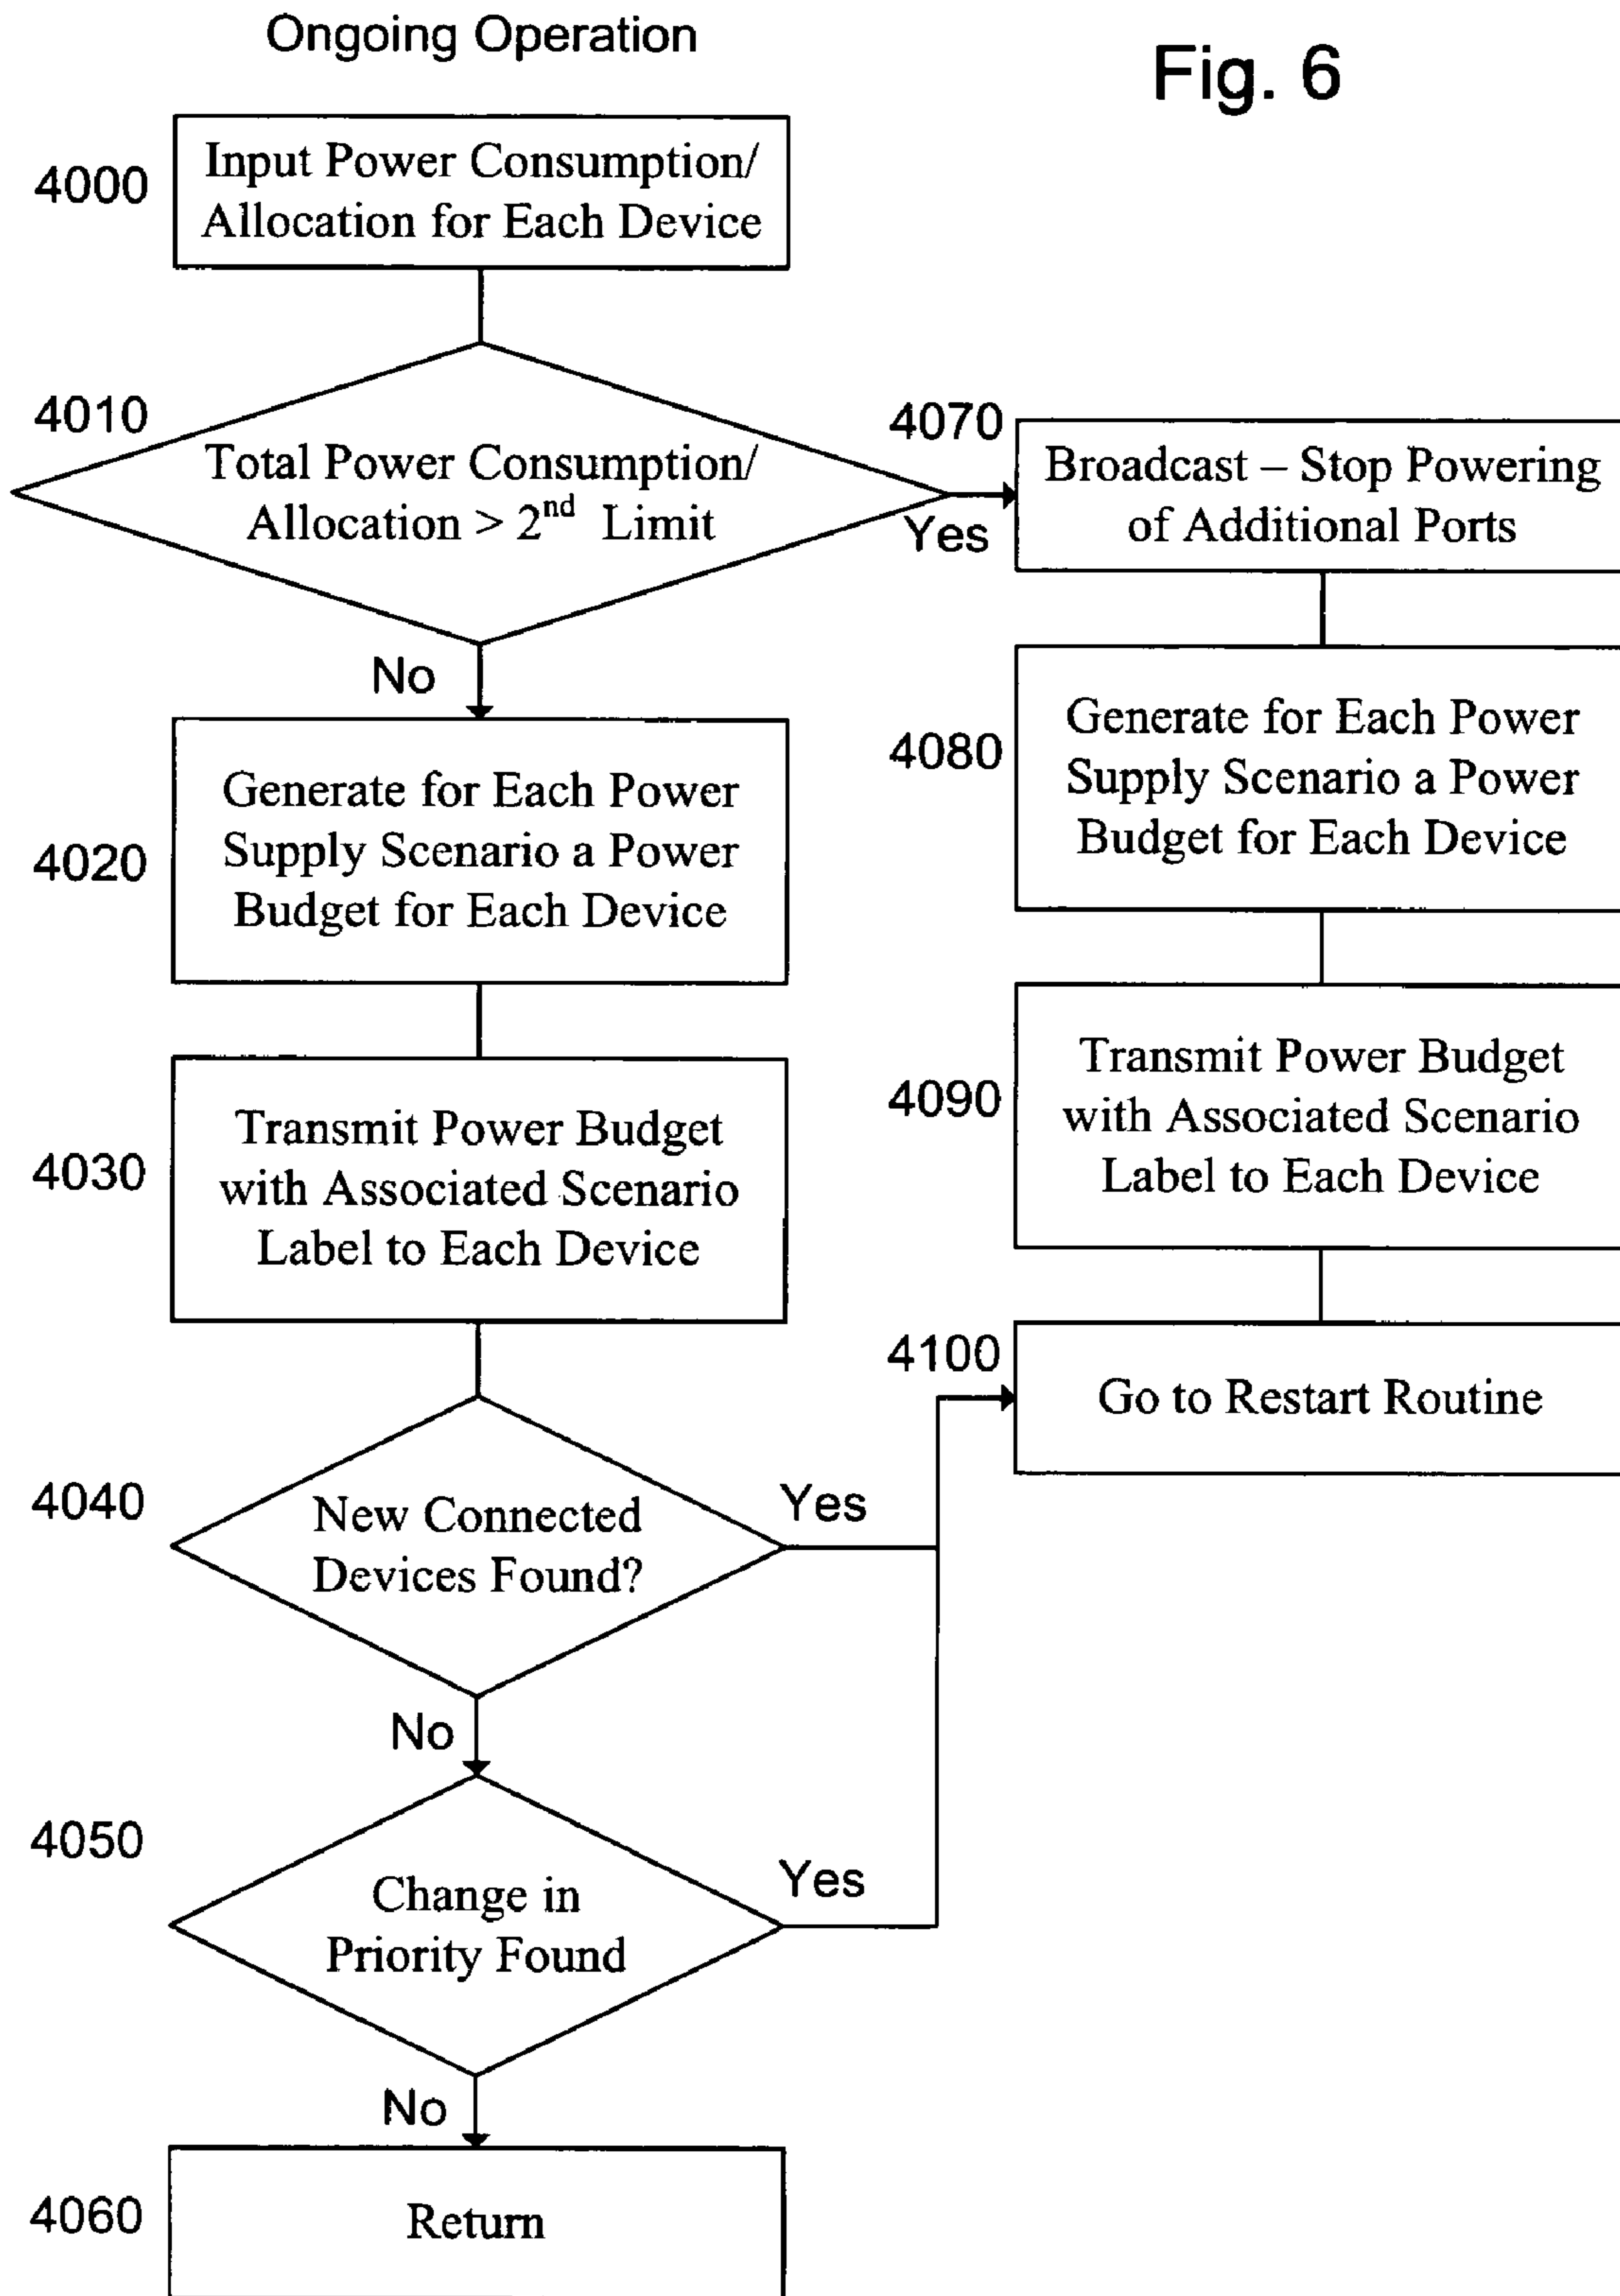 Ongoing Operation
Fig. 6
4000
Input Power Consumption/
Allocation for Each Device
4010
Total Power Consumption/
Allocation > 2nd Limit
Yes
No
4020
Generate for Each Power
Supply Scenario a Power
Budget for Each Device
4030
Transmit Power Budget
with Associated Scenario
Label to Each Device
4040
New Connected
Devices Found?
Yes
No
4050
Change in
Priority Found
Yes
No
4060
Return
4070
Broadcast – Stop Powering
of Additional Ports
4080
Generate for Each Power
Supply Scenario a Power
Budget for Each Device
4090
Transmit Power Budget
with Associated Scenario
Label to Each Device
4100
Go to Restart Routine